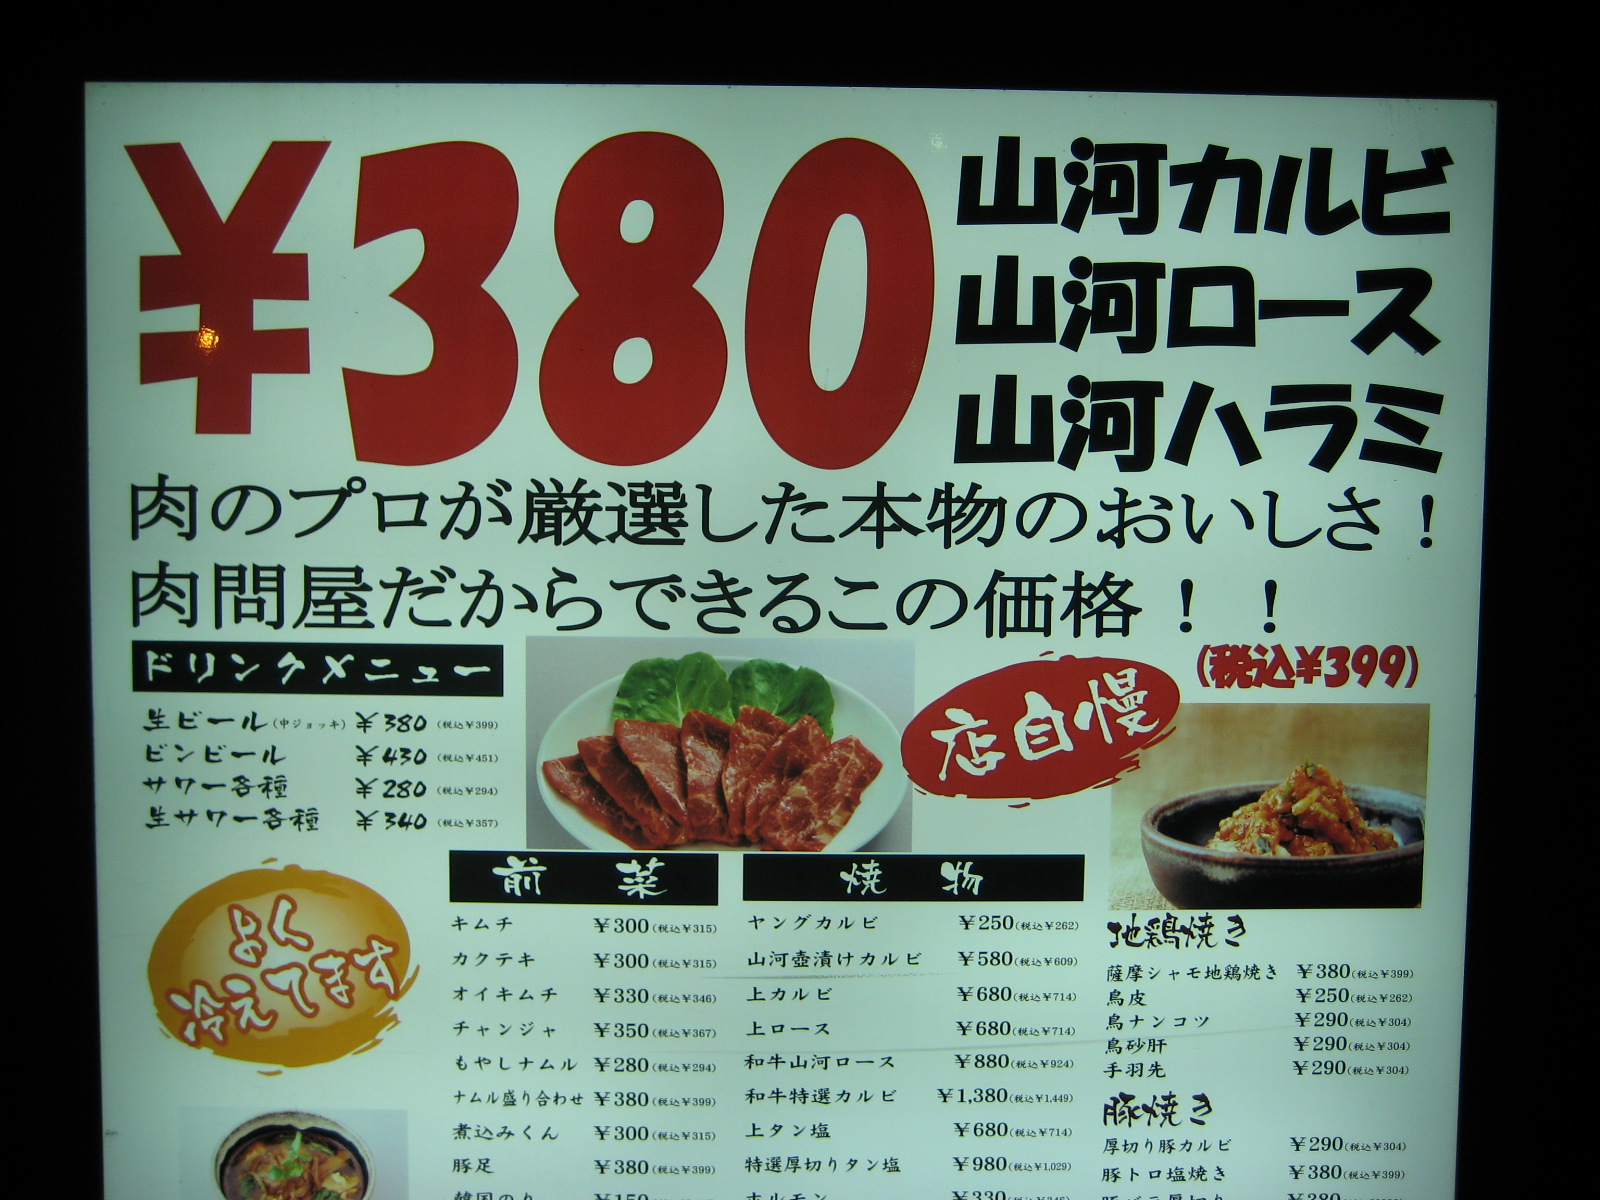 ¥380
山河カルビ
山河ロース
山河ハラミ
肉のプロが厳選した本物のおいしさ！
肉問屋だからできるこの価格！！
(税込¥399)
店自慢
ドリンクメニュー
生ビール(中ジョッキ) ¥380 (税込¥399)
ビンビール ¥430 (税込¥451)
サワー各種 ¥280 (税込¥294)
生サワー各種 ¥340 (税込¥357)
よく
冷えてます
前菜
キムチ ¥300(税込¥315)
カクテキ ¥300(税込¥315)
オイキムチ ¥330(税込¥346)
チャンジャ ¥350(税込¥367)
もやしナムル ¥280(税込¥294)
ナムル盛り合わせ ¥380(税込¥399)
煮込みくん ¥300(税込¥315)
豚足 ¥380(税込¥399)
韓国のり ¥150
焼物
ヤングカルビ ¥250(税込¥262)
山河壺漬けカルビ ¥580(税込¥609)
上カルビ ¥680(税込¥714)
上ロース ¥680(税込¥714)
和牛山河ロース ¥880(税込¥924)
和牛特選カルビ ¥1,380(税込¥1,449)
上タン塩 ¥680(税込¥714)
特選厚切りタン塩 ¥980(税込¥1,029)
ホルモン ¥330(税込¥346)
地鶏焼き
薩摩シャモ地鶏焼き ¥380(税込¥399)
鳥皮 ¥250(税込¥262)
鳥ナンコツ ¥290(税込¥304)
鳥砂肝 ¥290(税込¥304)
手羽先 ¥290(税込¥304)
豚焼き
厚切り豚カルビ ¥290(税込¥304)
豚トロ塩焼き ¥380(税込¥399)